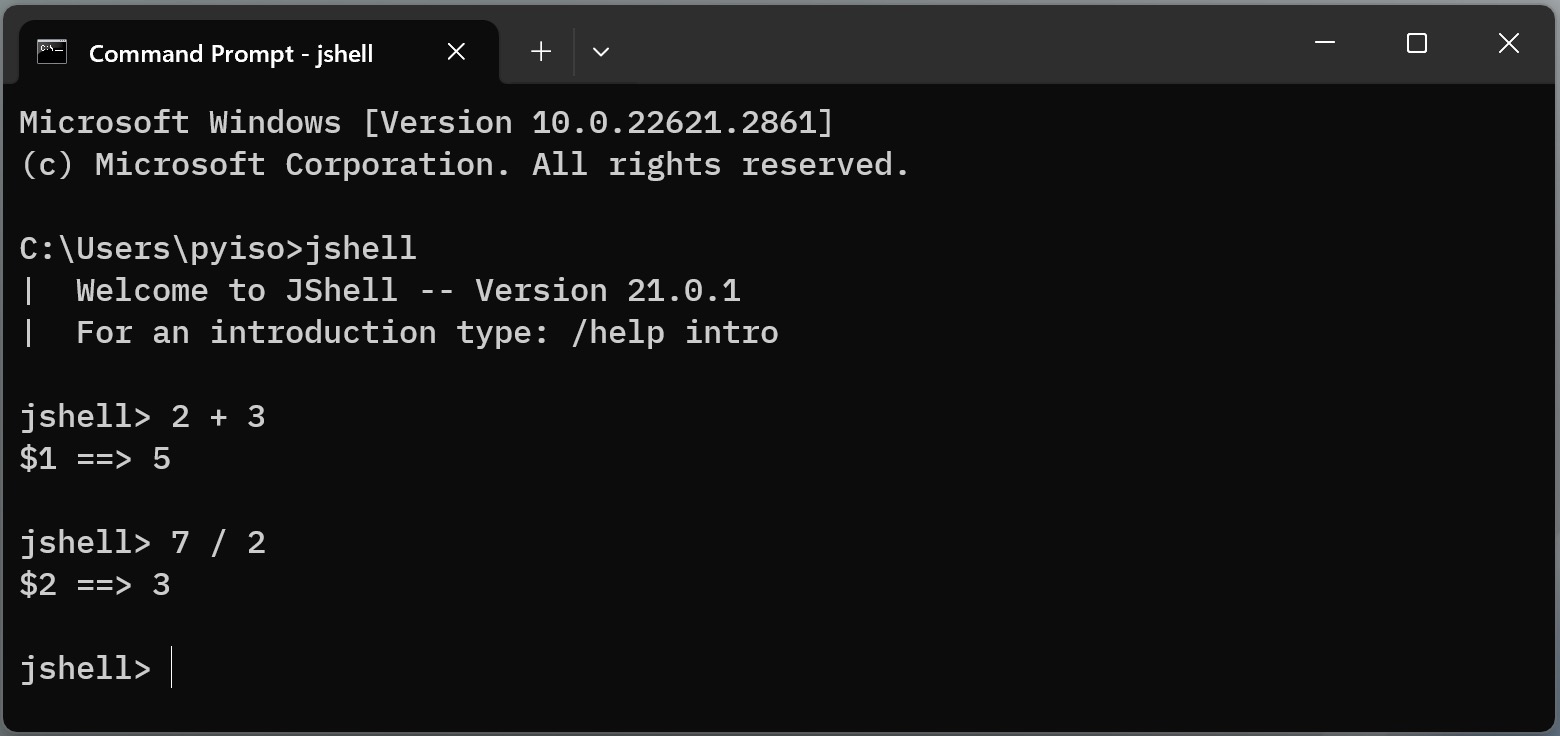 Command Prompt - jshell
Microsoft Windows [Version 10.0.22621.2861]
(c) Microsoft Corporation. All rights reserved.
C:\Users\pyiso>jshell
|  Welcome to JShell -- Version 21.0.1
|  For an introduction type: /help intro
jshell> 2 + 3
$1 ==> 5
jshell> 7 / 2
$2 ==> 3
jshell>